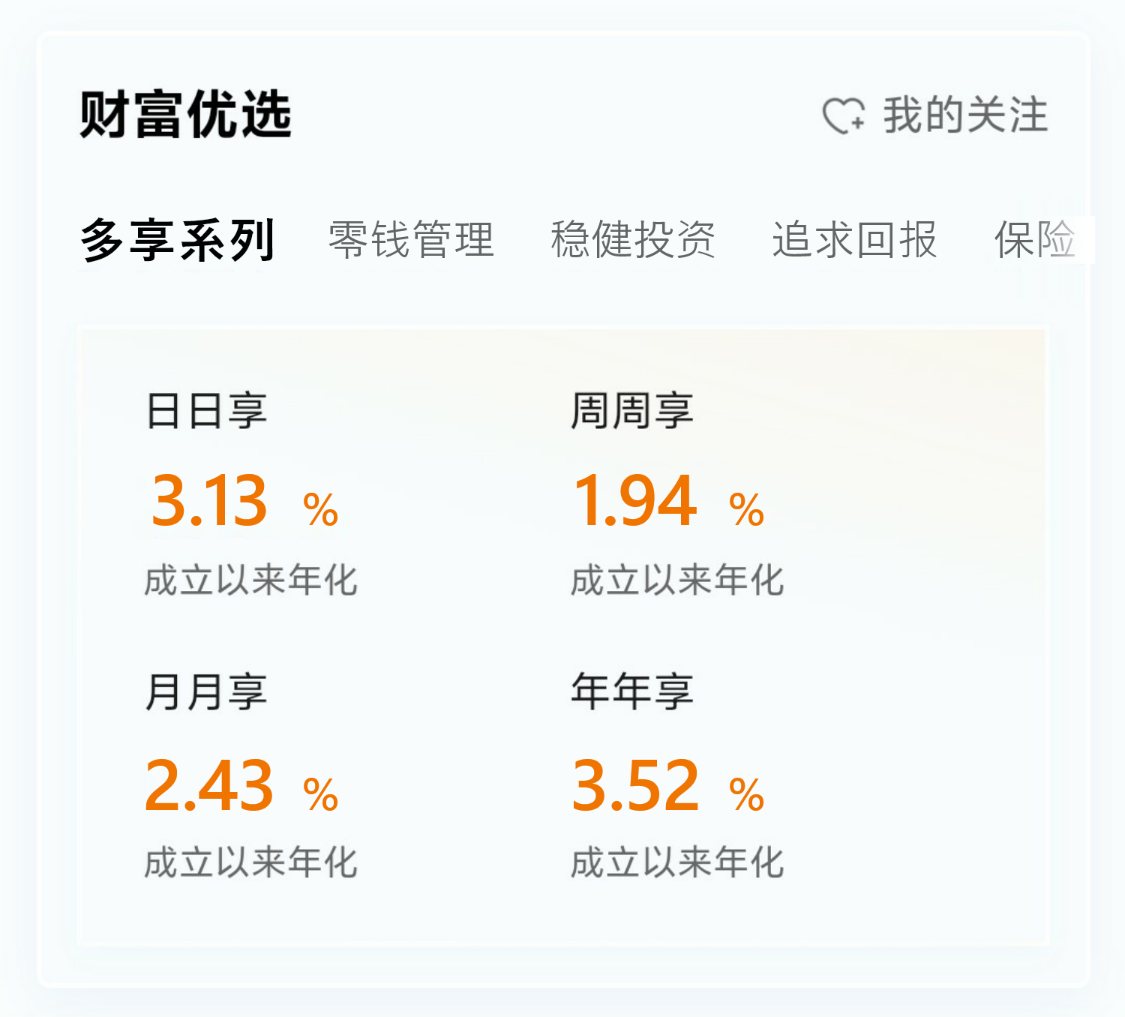 财富优选 我的关注
多享系列 零钱管理 稳健投资 追求回报 保险
日日享 周周享
3.13 % 1.94 %
成立以来年化 成立以来年化
月月享 年年享
2.43 % 3.52 %
成立以来年化 成立以来年化